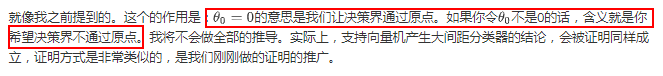 就像我之前提到的。这个的作用是:θ₀ = 0的意思是我们让决策界通过原点。如果你令θ₀不是0的话,含义就是你
希望决策界不通过原点。我将不会做全部的推导。实际上,支持向量机产生大间距分类器的结论,会被证明同样成
立,证明方式是非常类似的,是我们刚刚做的证明的推广。